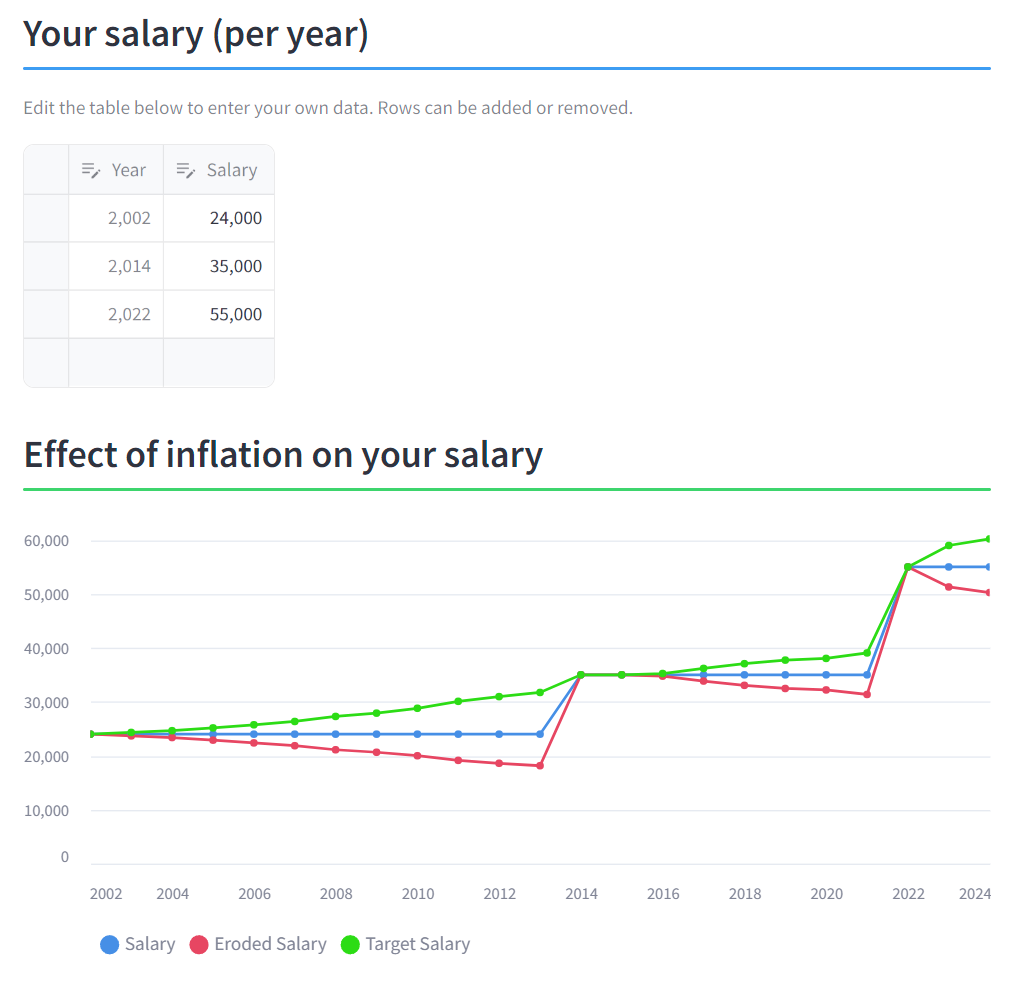 Your salary (per year)
Edit the table below to enter your own data. Rows can be added or removed.
Year Salary
2,002 24,000
2,014 35,000
2,022 55,000
Effect of inflation on your salary
60,000
50,000
40,000
30,000
20,000
10,000
0
2002 2004 2006 2008 2010 2012 2014 2016 2018 2020 2022 2024
Salary Eroded Salary Target Salary